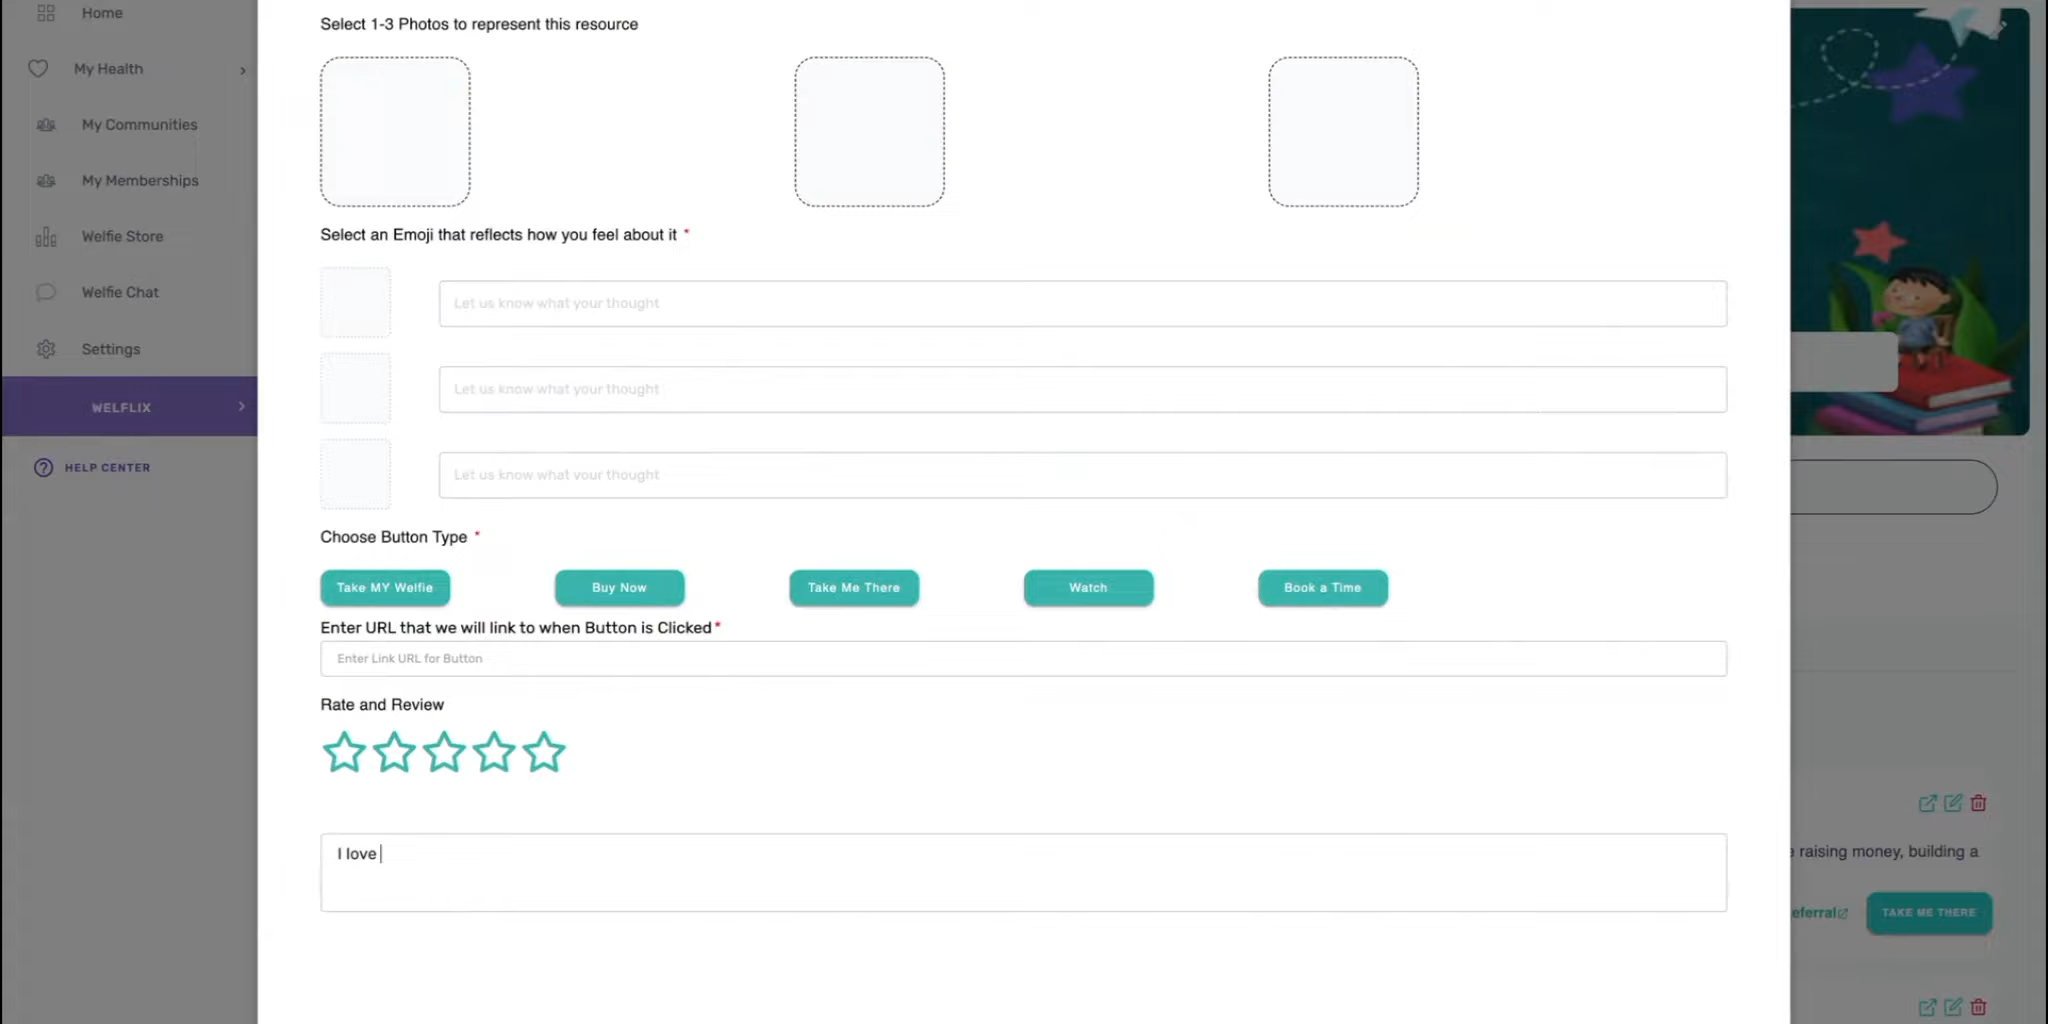 Home
My Health
My Communities
My Memberships
Welfie Store
Welfie Chat
Settings
WELFLIX
HELP CENTER
Select 1-3 Photos to represent this resource
Select an Emoji that reflects how you feel about it *
Let us know what your thought
Let us know what your thought
Let us know what your thought
Choose Button Type *
Take MY Welfie
Buy Now
Take Me There
Watch
Book a Time
Enter URL that we will link to when Button is Clicked*
Enter Link URL for Button
Rate and Review
I love
raising money, building a
eferral
TAKE ME THERE